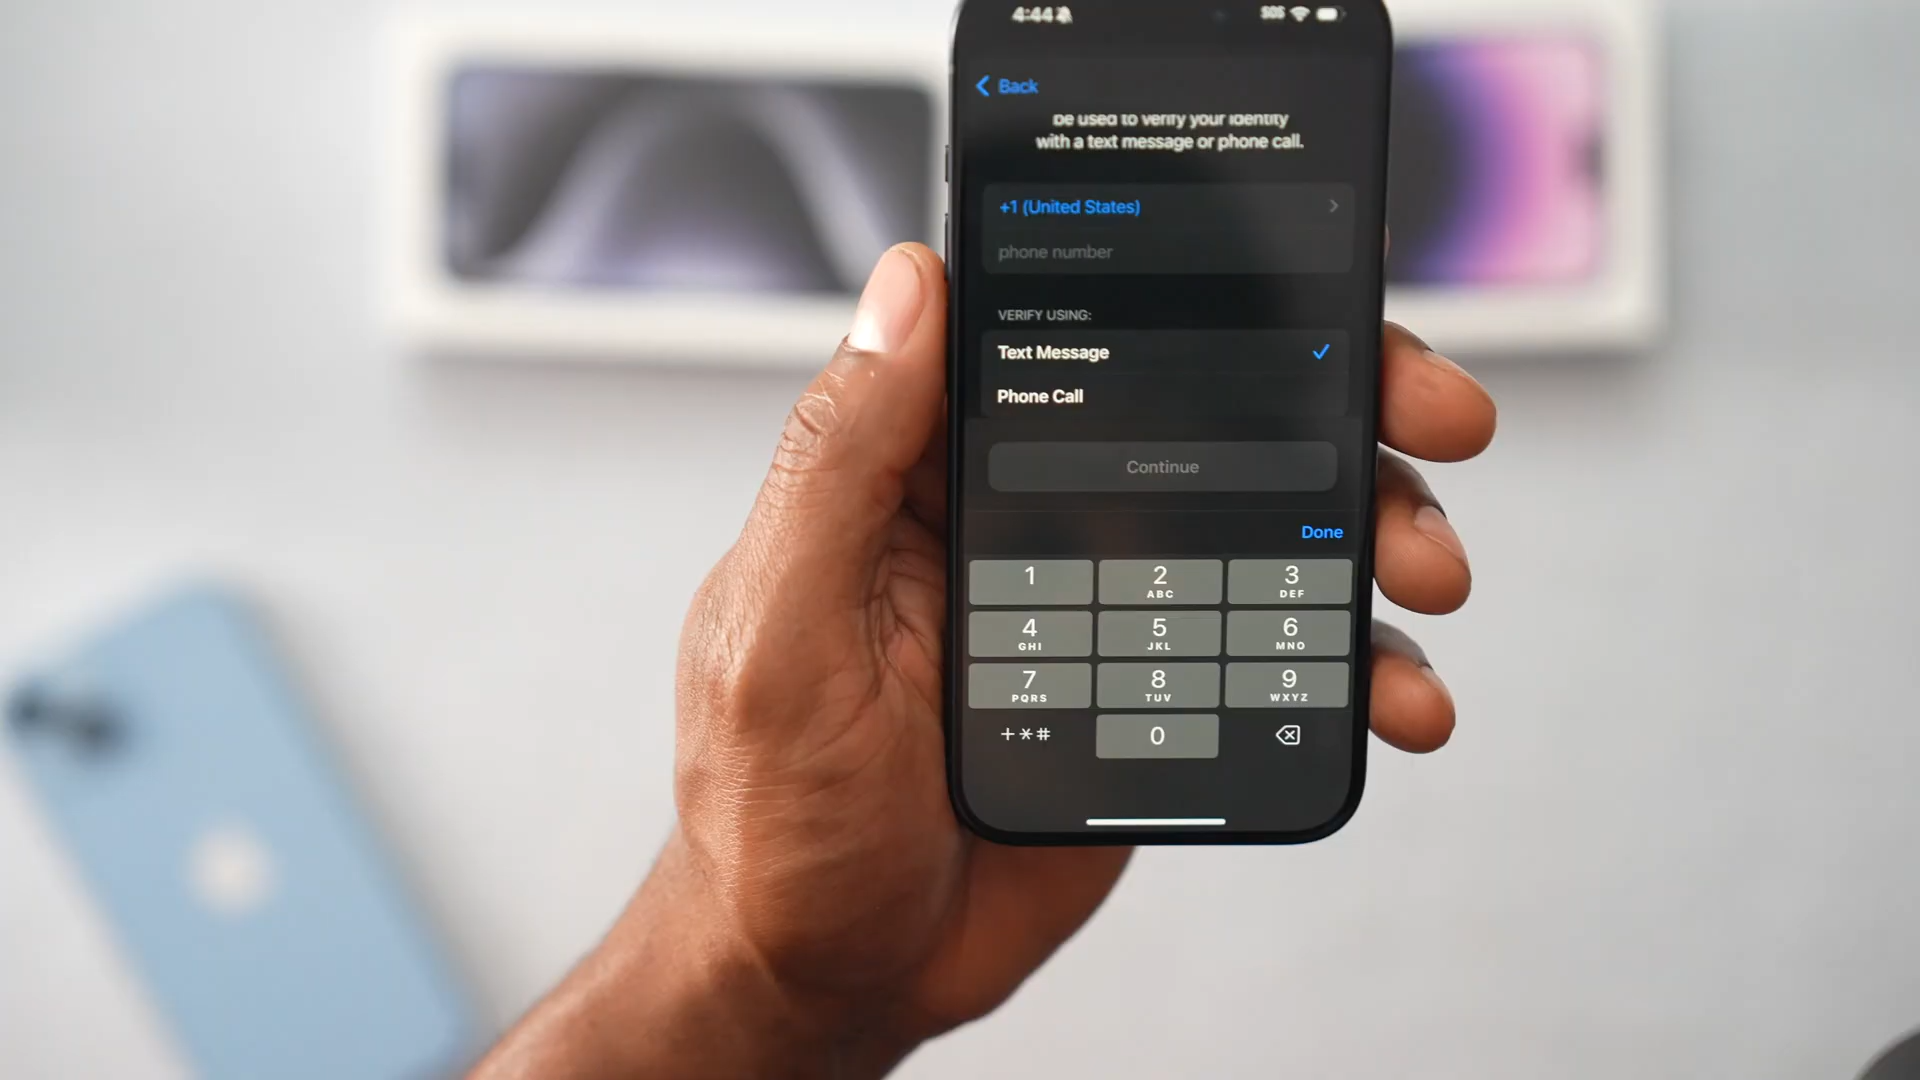 4:44
SOS
Back
be used to verify your identity
with a text message or phone call.
+1 (United States)
phone number
VERIFY USING:
Text Message
Phone Call
Continue
Done
1
2
ABC
3
DEF
4
GHI
5
JKL
6
MNO
7
PQRS
8
TUV
9
WXYZ
+*#
0